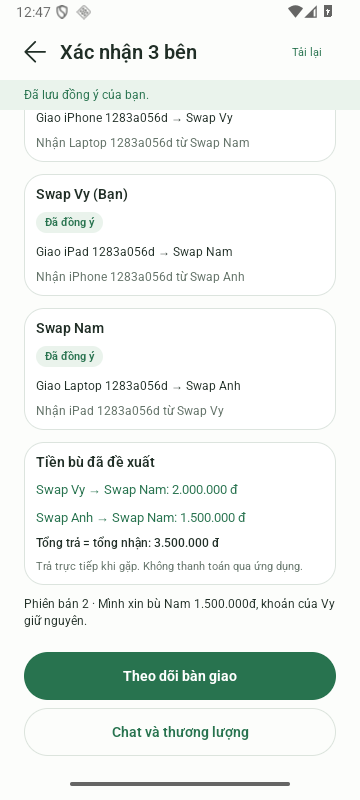 12:47
Xác nhận 3 bên
Tải lại
Đã lưu đồng ý của bạn.
Giao iPhone 1283a056d → Swap Vy
Nhận Laptop 1283a056d từ Swap Nam
Swap Vy (Bạn)
Đã đồng ý
Giao iPad 1283a056d → Swap Nam
Nhận iPhone 1283a056d từ Swap Anh
Swap Nam
Đã đồng ý
Giao Laptop 1283a056d → Swap Anh
Nhận iPad 1283a056d từ Swap Vy
Tiền bù đã đề xuất
Swap Vy → Swap Nam: 2.000.000 đ
Swap Anh → Swap Nam: 1.500.000 đ
Tổng trả = tổng nhận: 3.500.000 đ
Trả trực tiếp khi gặp. Không thanh toán qua ứng dụng.
Phiên bản 2 · Mình xin bù Nam 1.500.000đ, khoản của Vy
giữ nguyên.
Theo dõi bàn giao
Chat và thương lượng